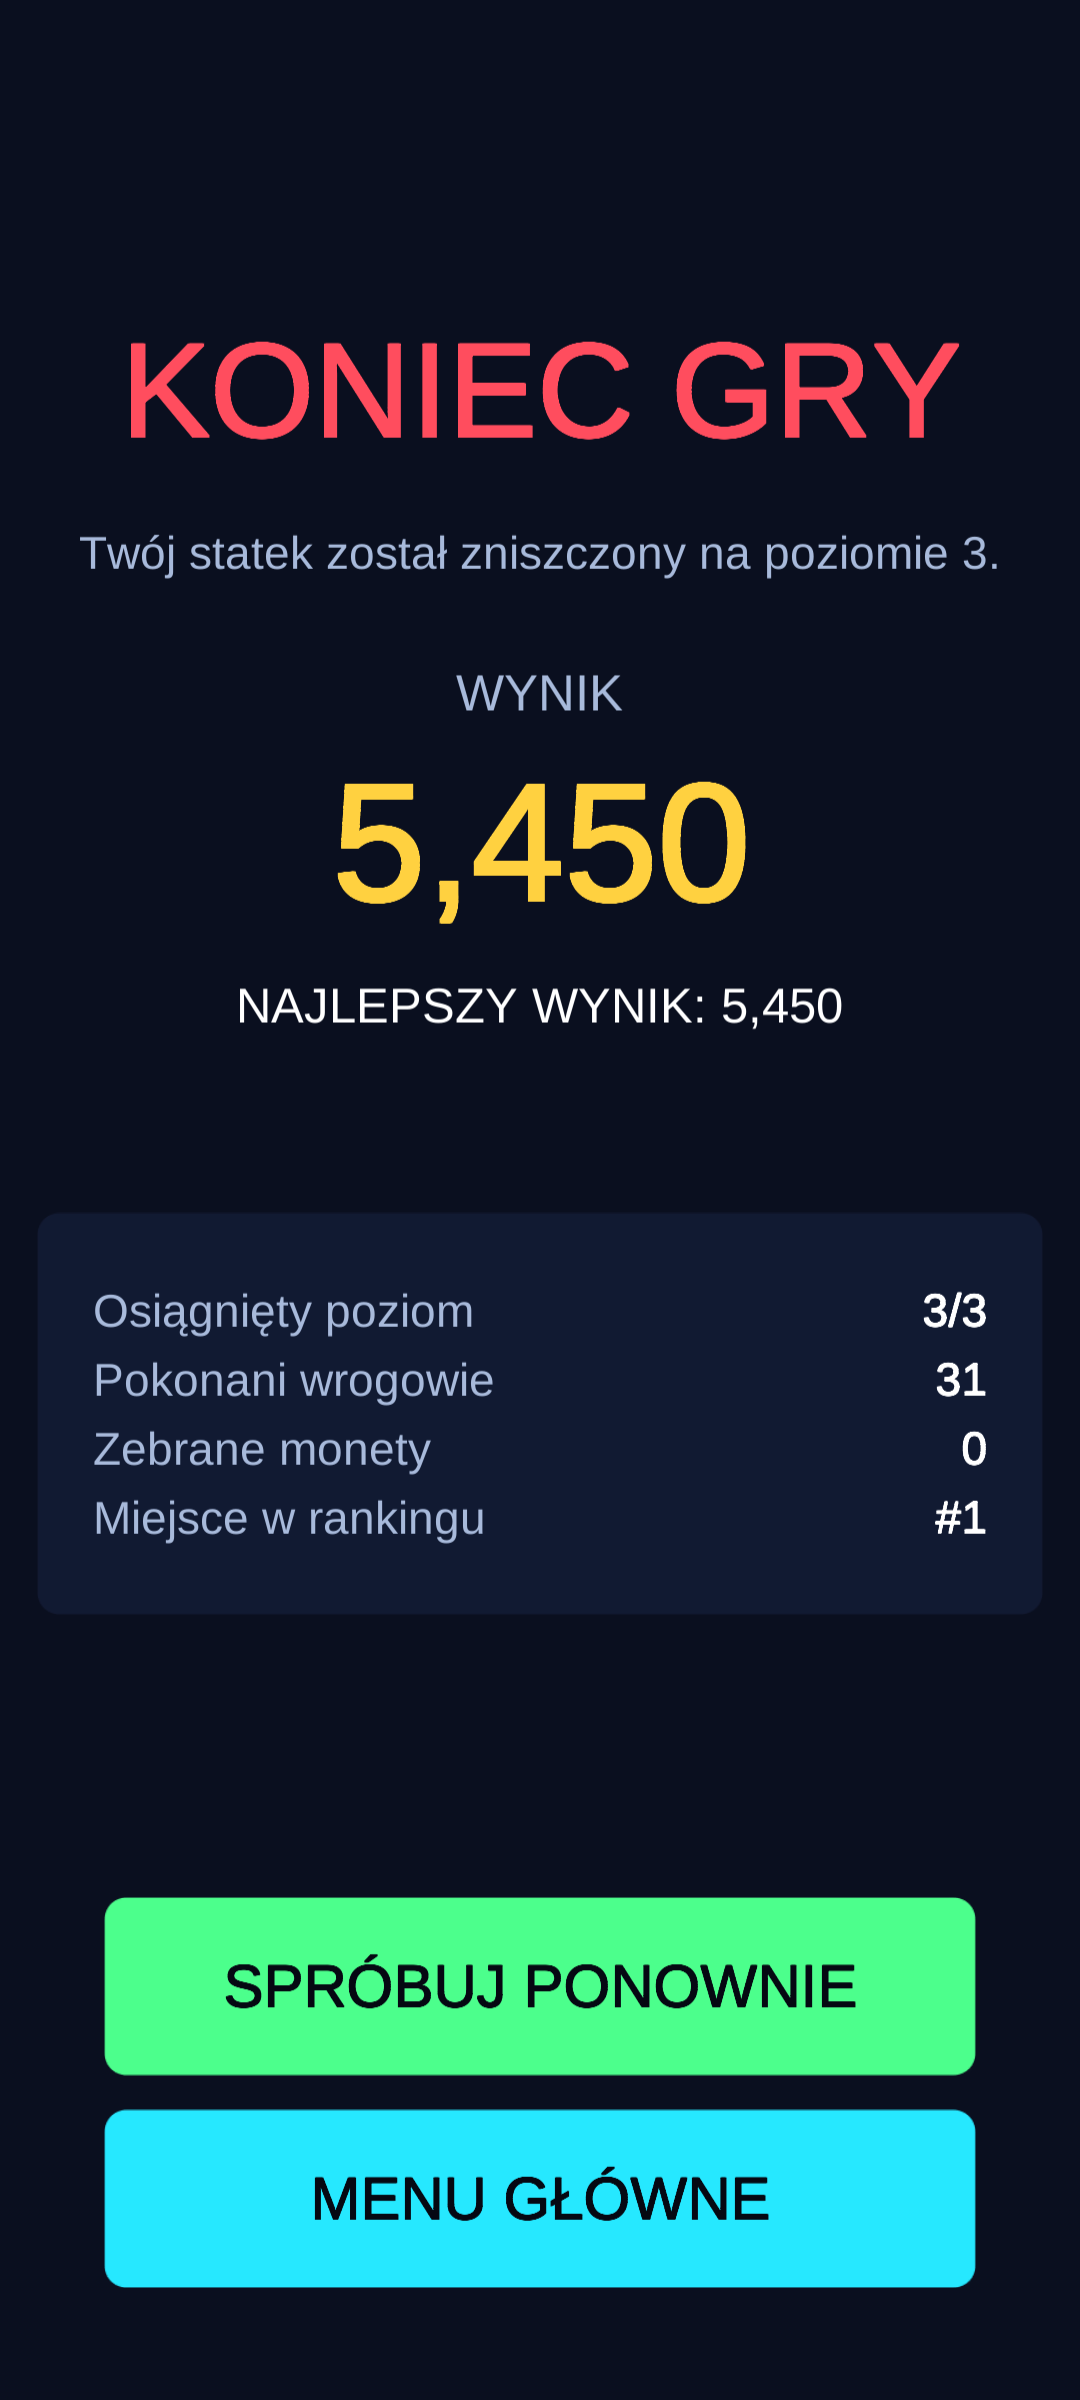 KONIEC GRY
Twój statek został zniszczony na poziomie 3.
WYNIK
5,450
NAJLEPSZY WYNIK: 5,450
Osiągnięty poziom 3/3
Pokonani wrogowie 31
Zebrane monety 0
Miejsce w rankingu #1
SPRÓBUJ PONOWNIE
MENU GŁÓWNE